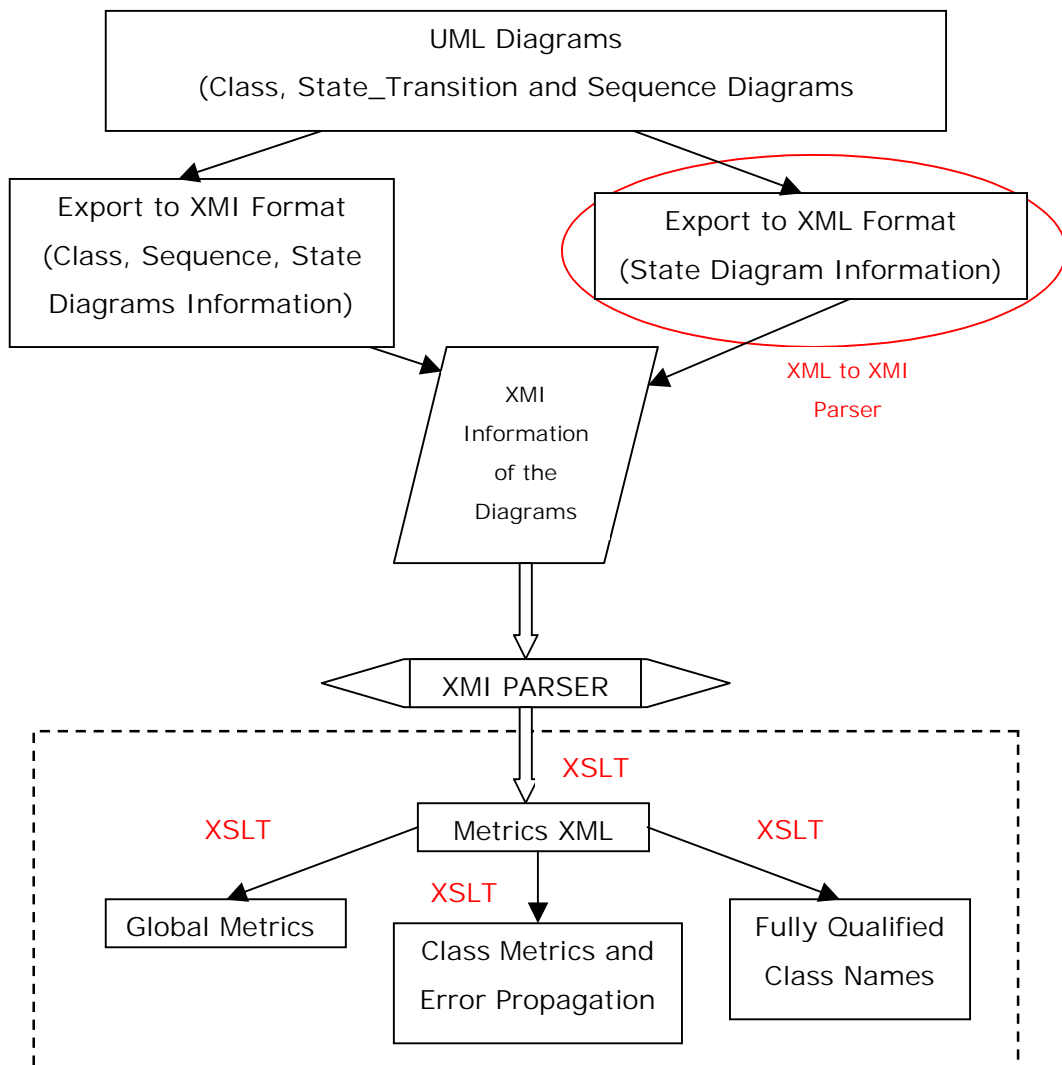 UML Diagrams
(Class, State_Transition and Sequence Diagrams
Export to XMI Format
(Class, Sequence, State
Diagrams Information)
Export to XML Format
(State Diagram Information)
XML to XMI
Parser
XMI
Information
of the
Diagrams
XMI PARSER
XSLT
Metrics XML
XSLT
XSLT
XSLT
Global Metrics
Class Metrics and
Error Propagation
Fully Qualified
Class Names